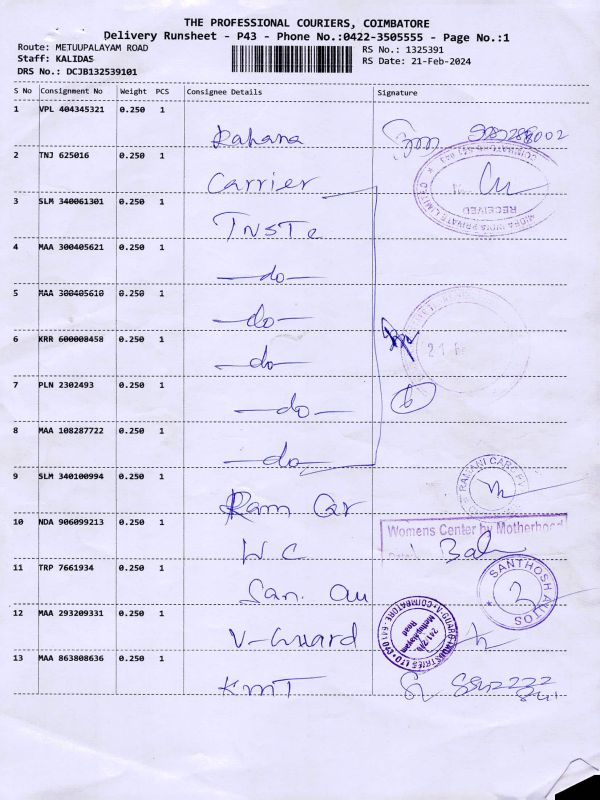 THE PROFESSIONAL COURIERS, COIMBATORE
Delivery Runsheet - P43 - Phone No.:0422-3505555 - Page No.:1
Route: METUUPALAYAM ROAD RS No.: 1325391
Staff: KALIDAS RS Date: 21-Feb-2024
DRS No.: DCJB132539101
S No Consignment No Weight PCS Consignee Details Signature
1 VPL 404345321 0.250 1
Rahana
2 TNJ 625016 0.250 1
Carrier
RECEIVED
3 SLM 340061301 0.250 1
4 MAA 300405621 0.250 1
—do—
5 MAA 300405610 0.250 1
—do—
6 KRR 600008458 0.250 1
—do—
7 PLN 2302493 0.250 1
—do—
8 MAA 108287722 0.250 1
—do—
9 SLM 340100994 0.250 1
Ram Car
10 NDA 906099213 0.250 1
Womens Center by Motherhood
W C
11 TRP 7661934 0.250 1
San. Au
SANTHOSH AUTOS
12 MAA 293209331 0.250 1
V-Guard
13 MAA 863808636 0.250 1
KMT